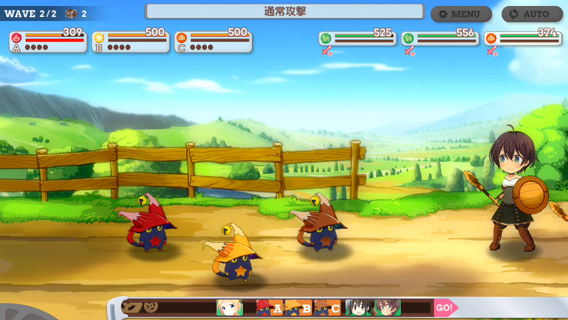 WAVE 2/2 2
通常攻撃
MENU
AUTO
309
500
500
525
556
374
A
B
C
A B C GO!